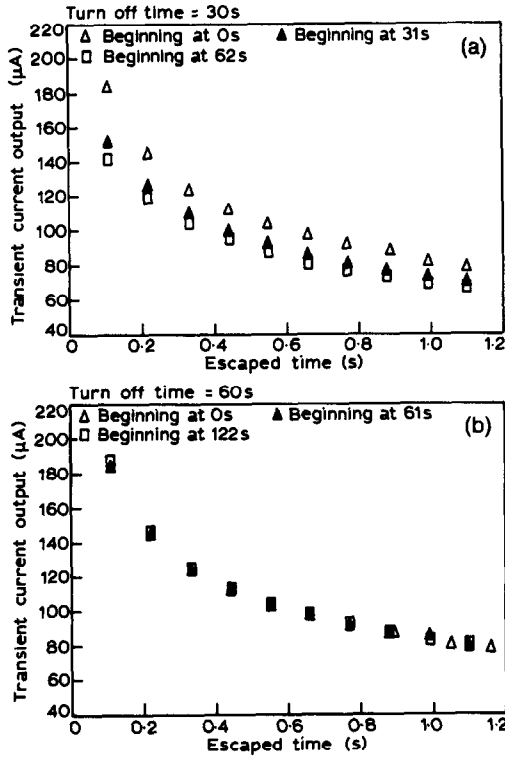 Turn off time = 30s
220
△ Beginning at 0s ▲ Beginning at 31s
(a)
□ Beginning at 62s
200
180
160
140
120
100
80
60
40
Transient current output (μA)
0 0·2 0·4 0·6 0·8 1·0 1·2
Escaped time (s)
Turn off time = 60s
220
△ Beginning at 0s ▲ Beginning at 61s
(b)
□ Beginning at 122s
200
180
160
140
120
100
80
60
40
Transient current output (μA)
0 0·2 0·4 0·6 0·8 1·0 1·2
Escaped time (s)